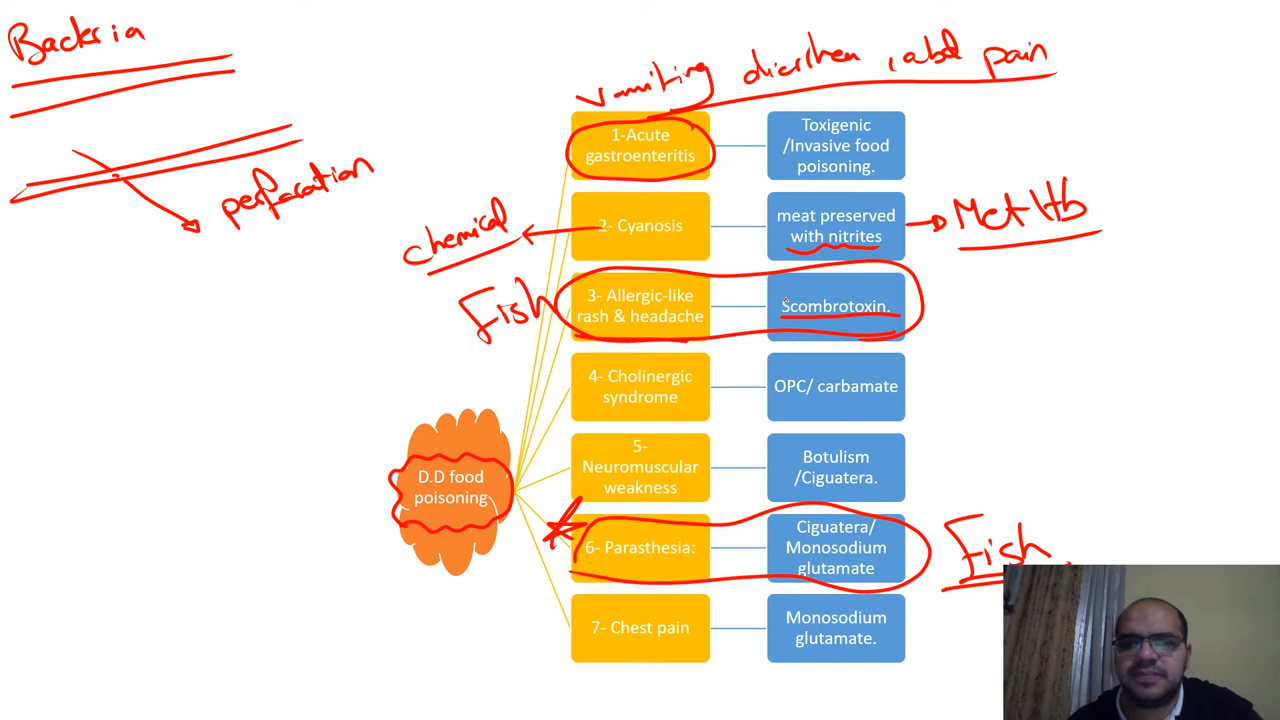 Bacteria
vomiting diarrhea , abd pain
perforation
1-Acute
gastroenteritis
Toxigenic
/Invasive food
poisoning.
chemical
2- Cyanosis
meat preserved
with nitrites
Met Hb
Fish
3- Allergic-like
rash & headache
Scombrotoxin.
4- Cholinergic
syndrome
OPC/ carbamate
D.D food
poisoning
5-
Neuromuscular
weakness
Botulism
/Ciguatera.
6- Parasthesia:
Ciguatera/
Monosodium
glutamate
Fish
7- Chest pain
Monosodium
glutamate.